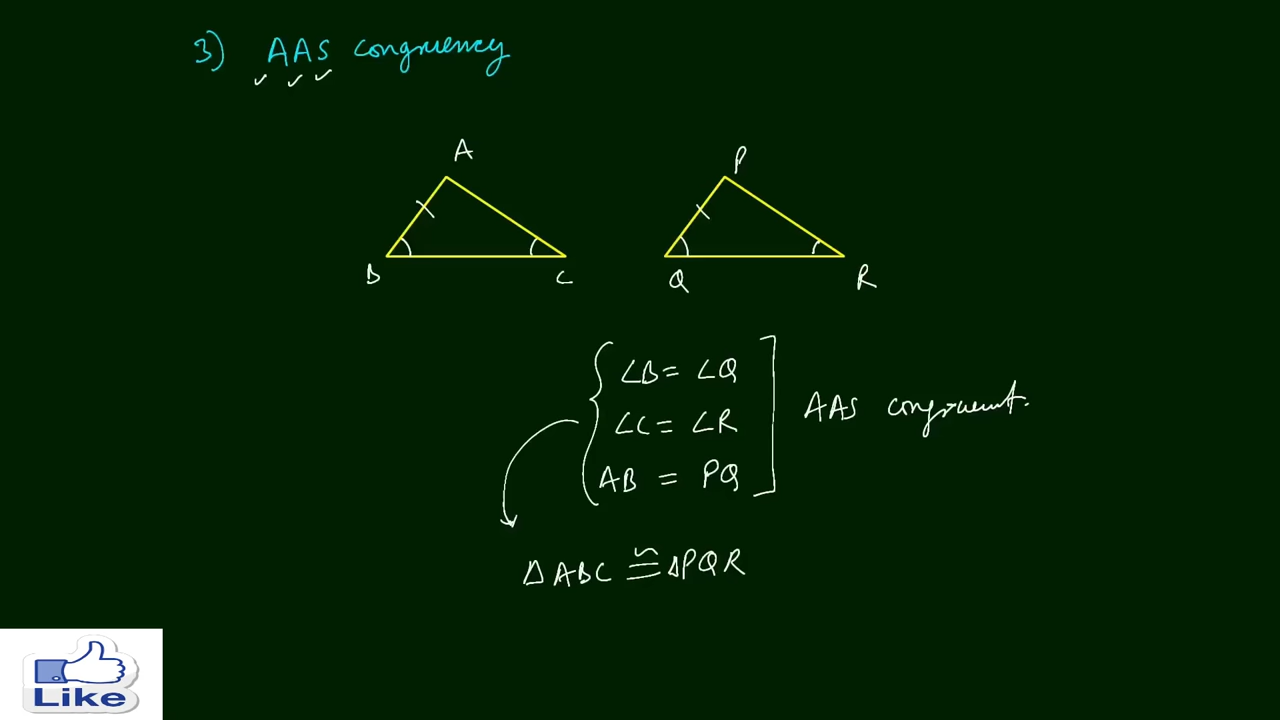 3) AAS congruency
A
P
B
C
Q
R
∠B = ∠Q
∠C = ∠R
AB = PQ
AAS congruent.
△ABC ≅ △PQR
Like